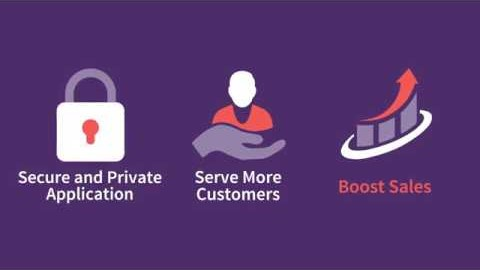 Secure and Private
Application
Serve More
Customers
Boost Sales